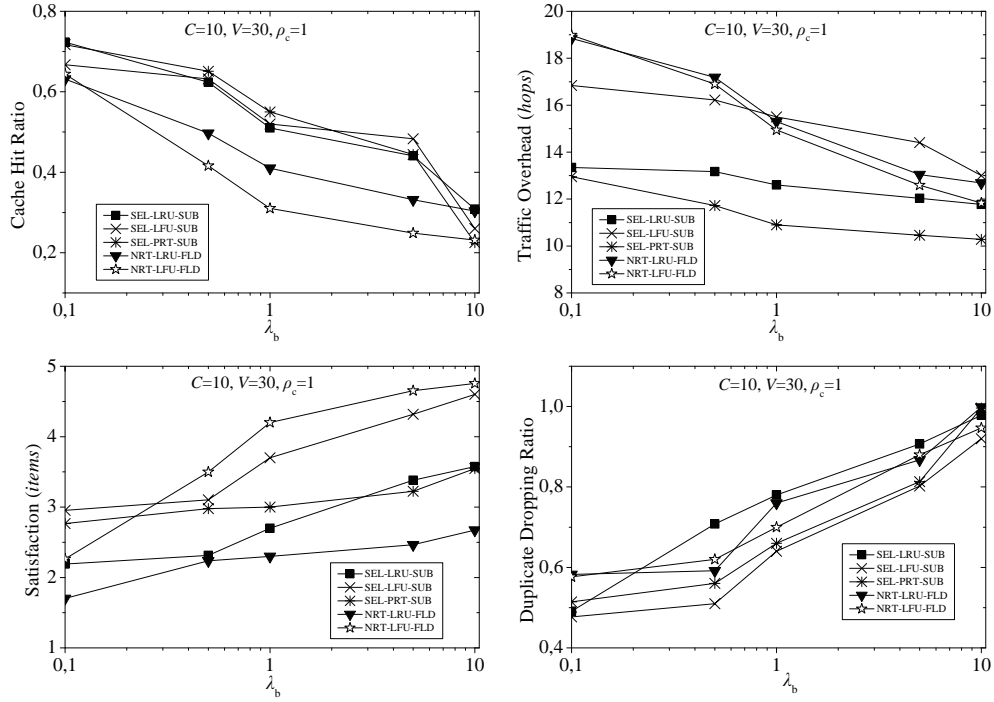 C=10, V=30, ρc=1
Cache Hit Ratio
0,8
0,6
0,4
0,2
SEL-LRU-SUB
SEL-LFU-SUB
SEL-PRT-SUB
NRT-LRU-FLD
NRT-LFU-FLD
0,1
1
10
λb
C=10, V=30, ρc=1
Traffic Overhead (hops)
20
18
16
14
12
10
8
SEL-LRU-SUB
SEL-LFU-SUB
SEL-PRT-SUB
NRT-LRU-FLD
NRT-LFU-FLD
0,1
1
10
λb
C=10, V=30, ρc=1
Satisfaction (items)
5
4
3
2
1
SEL-LRU-SUB
SEL-LFU-SUB
SEL-PRT-SUB
NRT-LRU-FLD
NRT-LFU-FLD
0,1
1
10
λb
C=10, V=30, ρc=1
Duplicate Dropping Ratio
1,0
0,8
0,6
0,4
SEL-LRU-SUB
SEL-LFU-SUB
SEL-PRT-SUB
NRT-LRU-FLD
NRT-LFU-FLD
0,1
1
10
λb